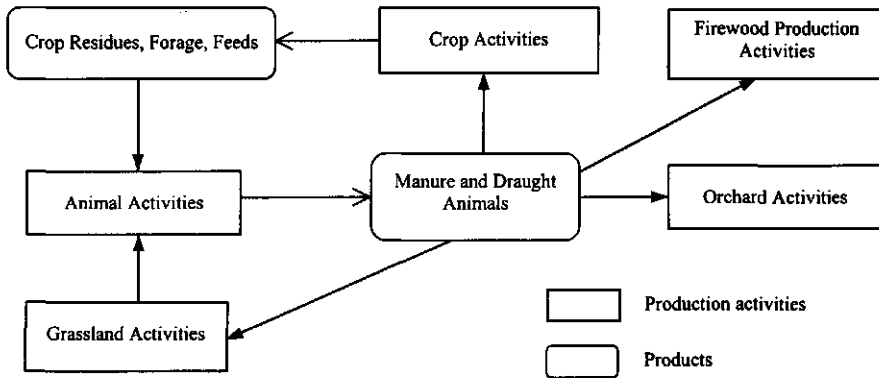 Crop Residues, Forage, Feeds
Crop Activities
Firewood Production
Activities
Animal Activities
Manure and Draught
Animals
Orchard Activities
Grassland Activities
Production activities
Products